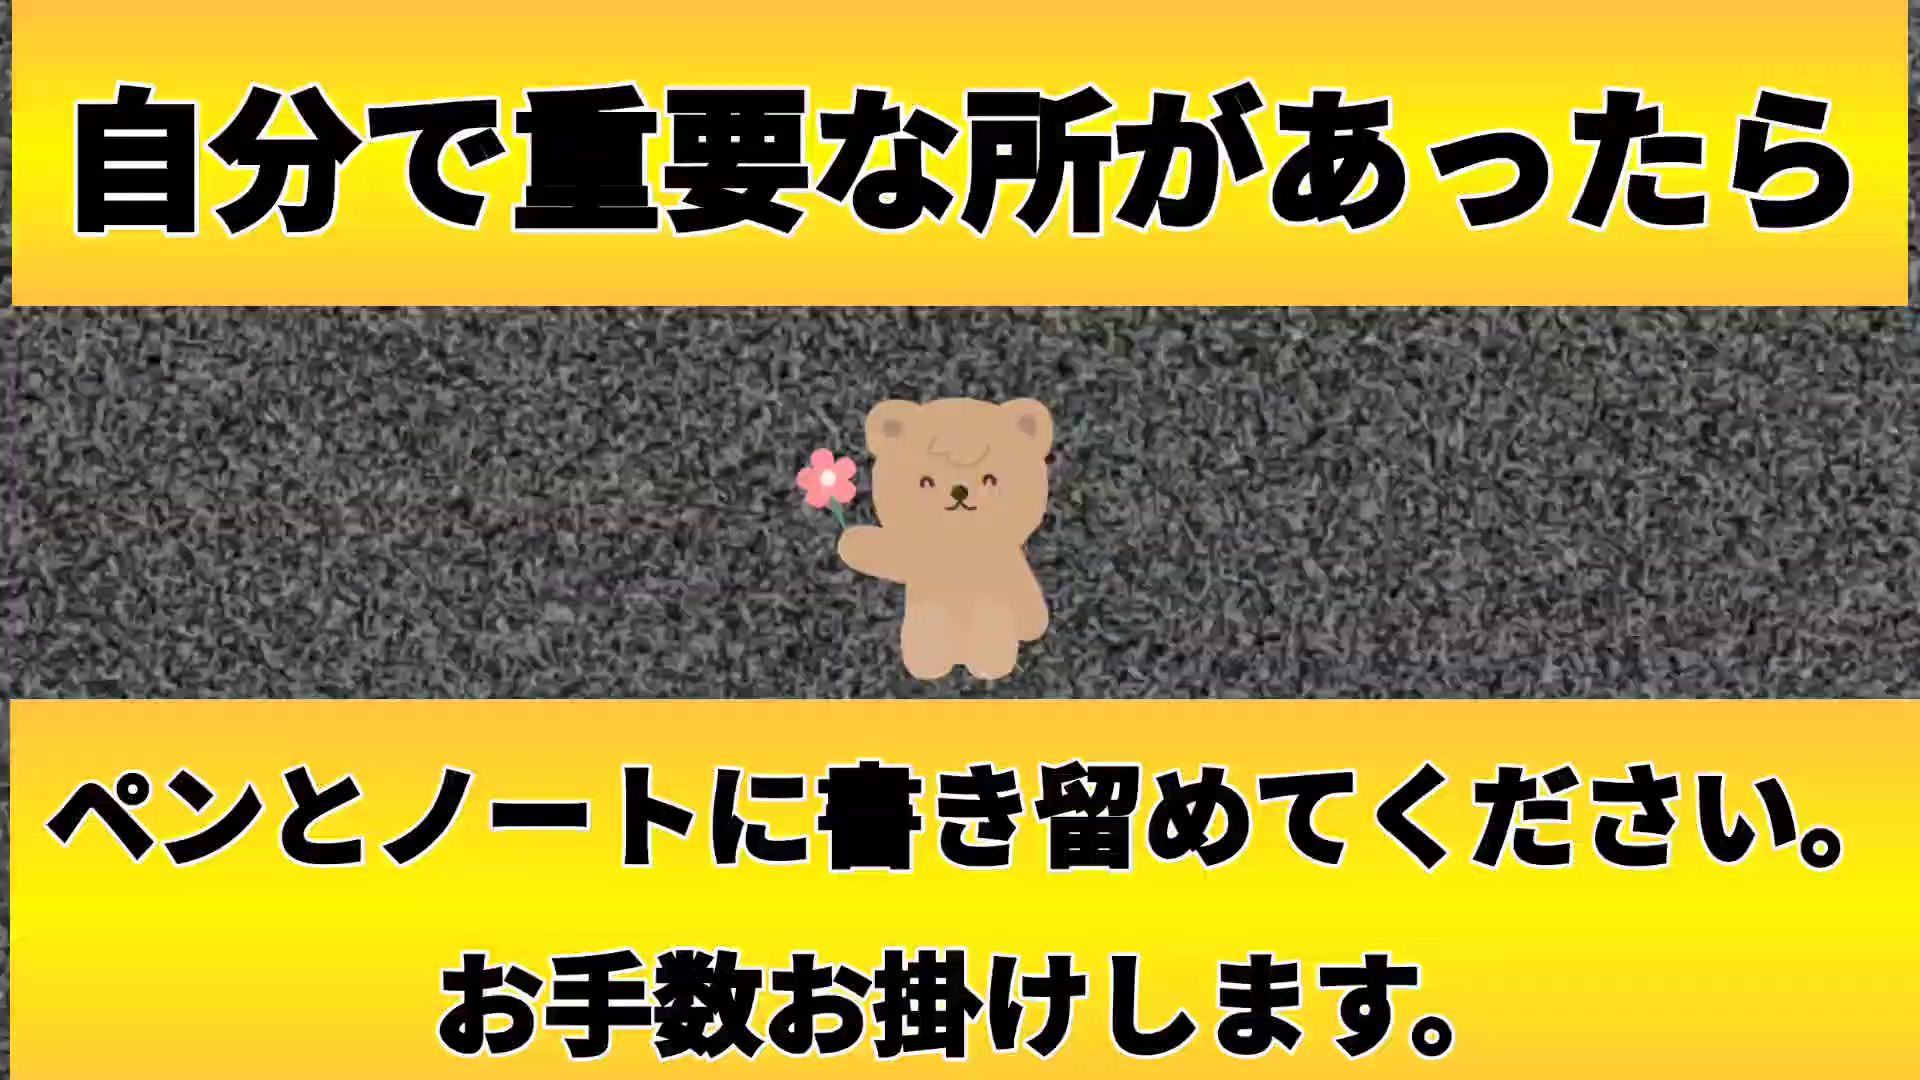 自分で重要な所があったら
ペンとノートに書き留めてください。
お手数お掛けします。